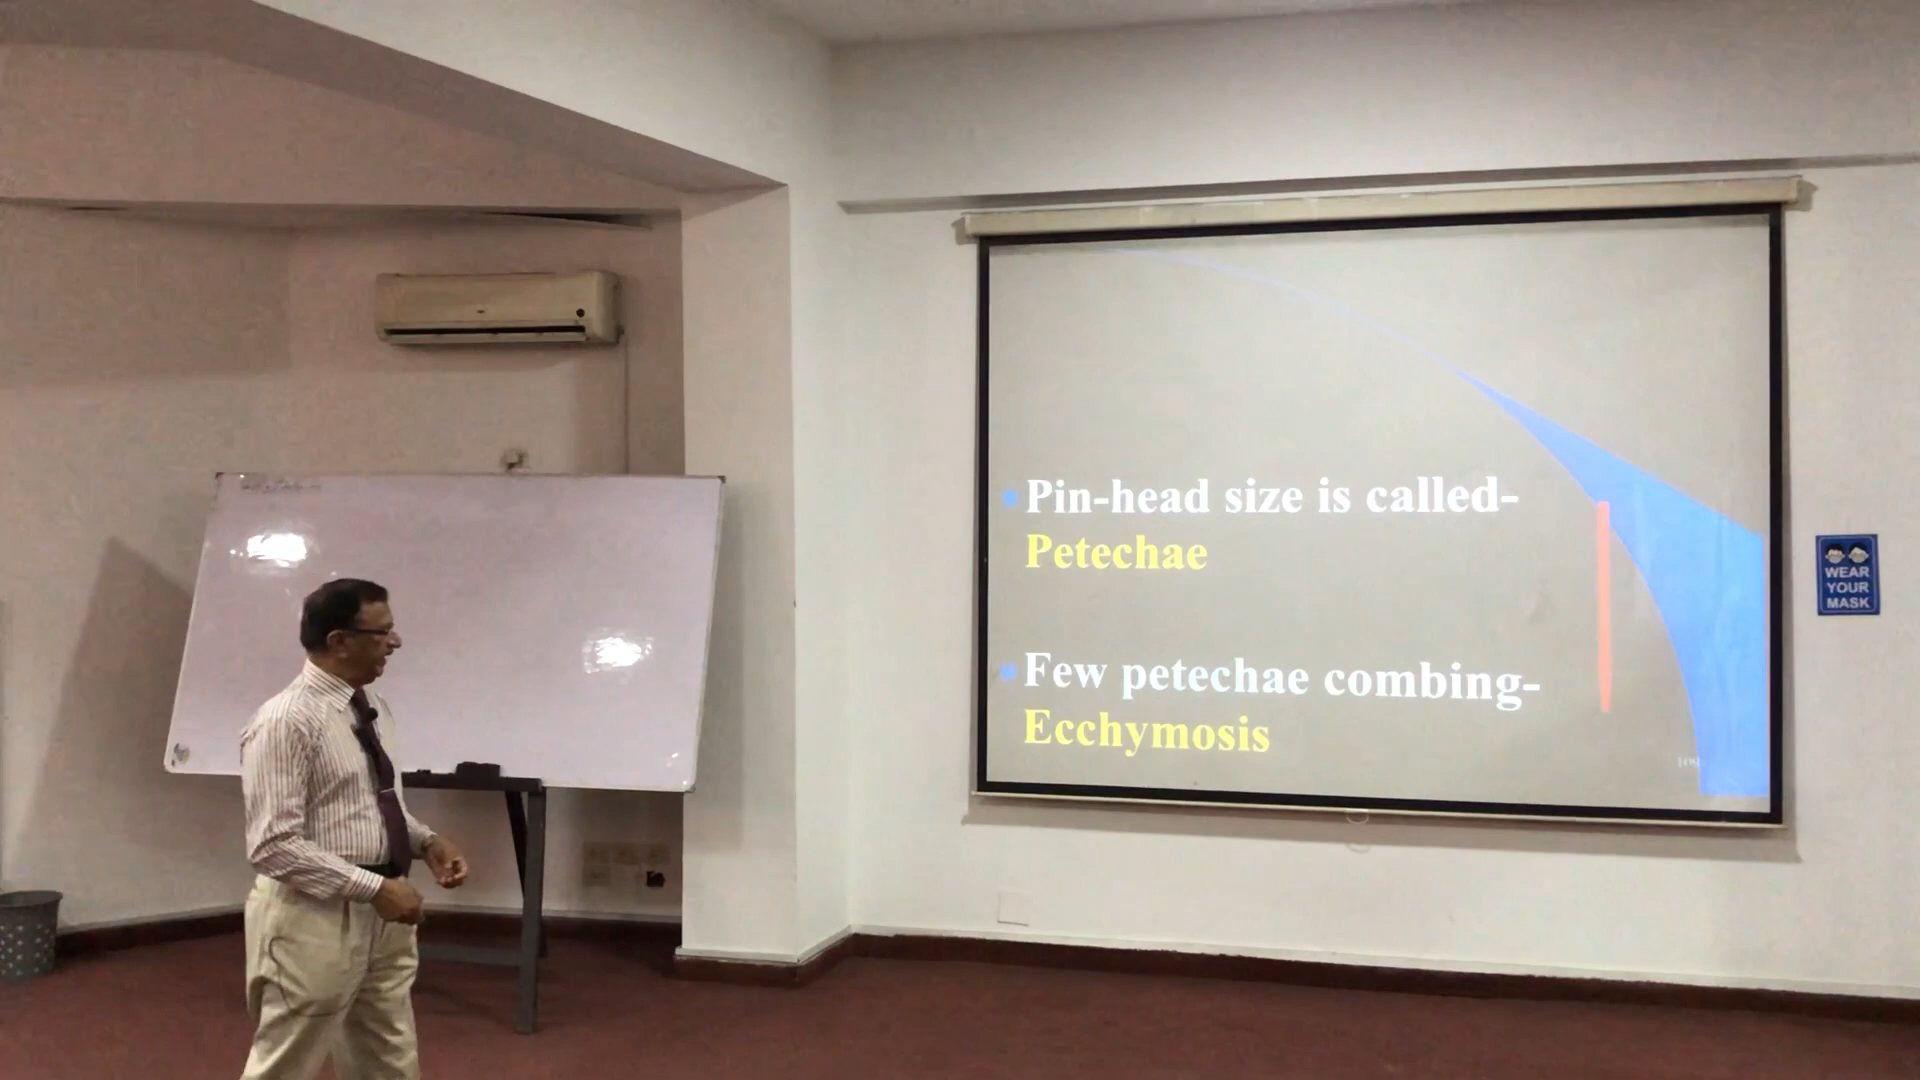 Pin-head size is called-
Petechae
Few petechae combing-
Ecchymosis
WEAR
YOUR
MASK